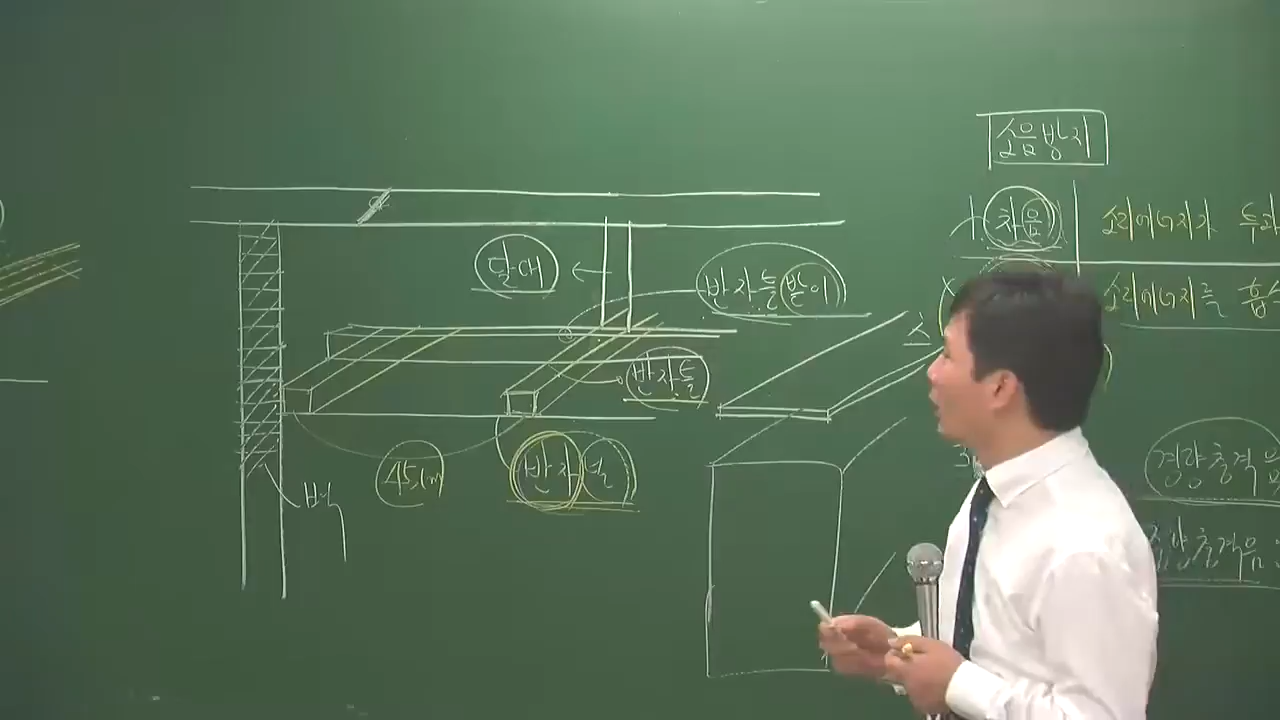 소음방지
차음
소리에너지가 투과
소리에너지를 흡수
달대
반자틀받이
반자틀
45cm
반자널
벽
경량충격음
중량충격음